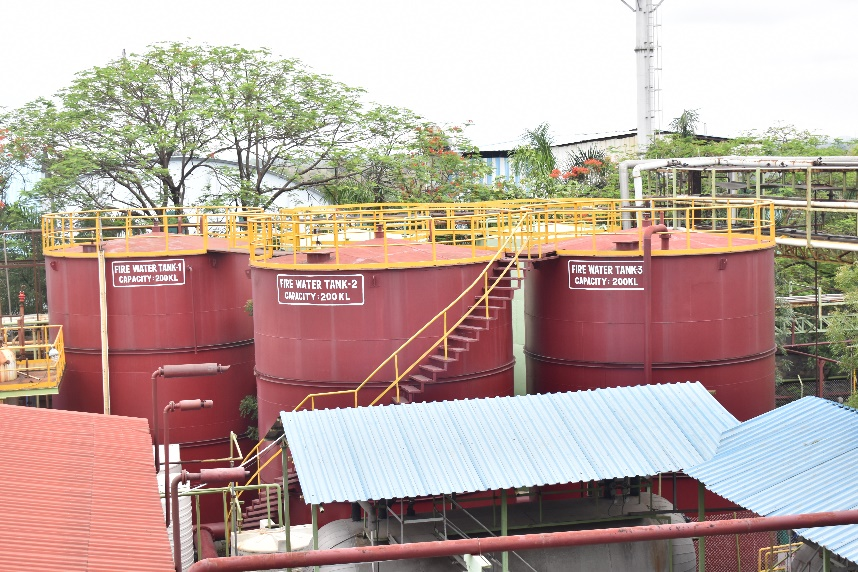 FIRE WATER TANK-1
CAPACITY:200KL
FIRE WATER TANK-2
CAPACITY:200KL
FIRE WATER TANK-3
CAPACITY:200KL